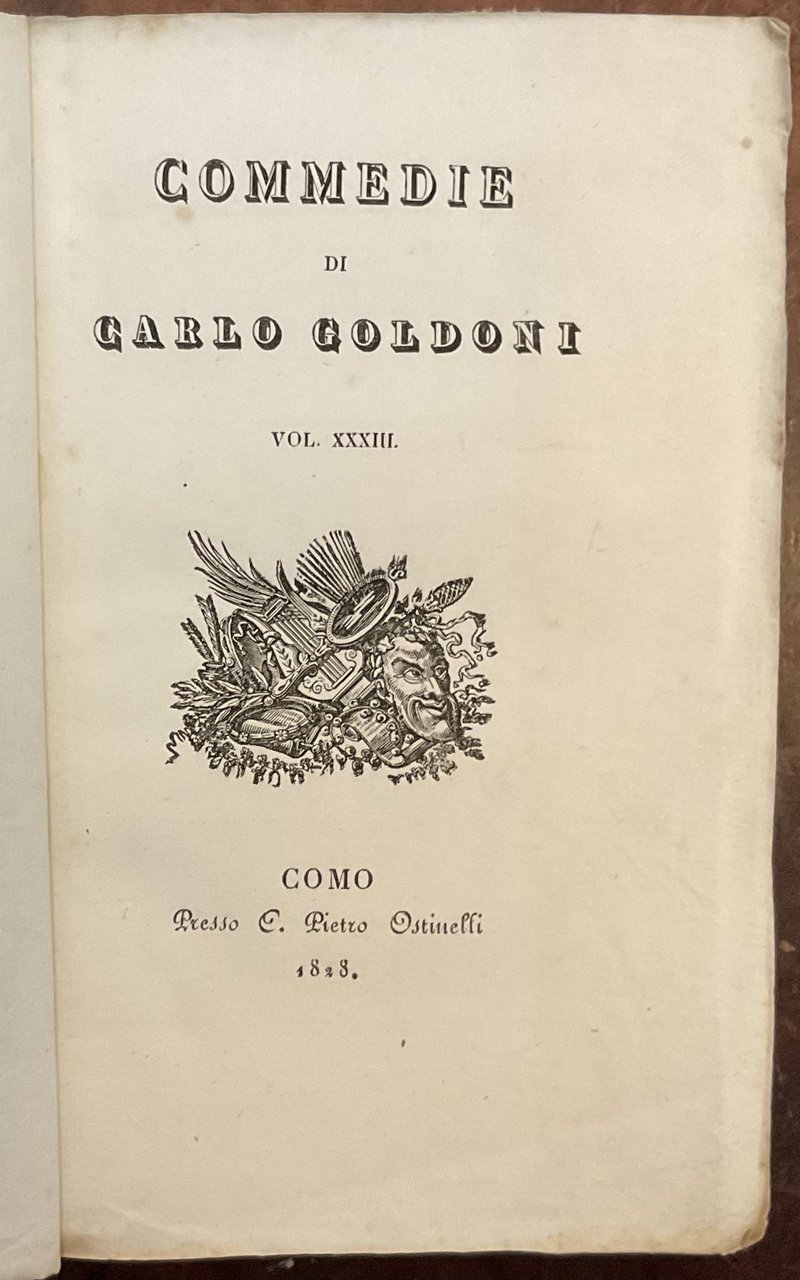 COMMEDIE
DI
CARLO GOLDONI
VOL. XXXIII.
COMO
Presso C. Pietro Ostinelli
1828.